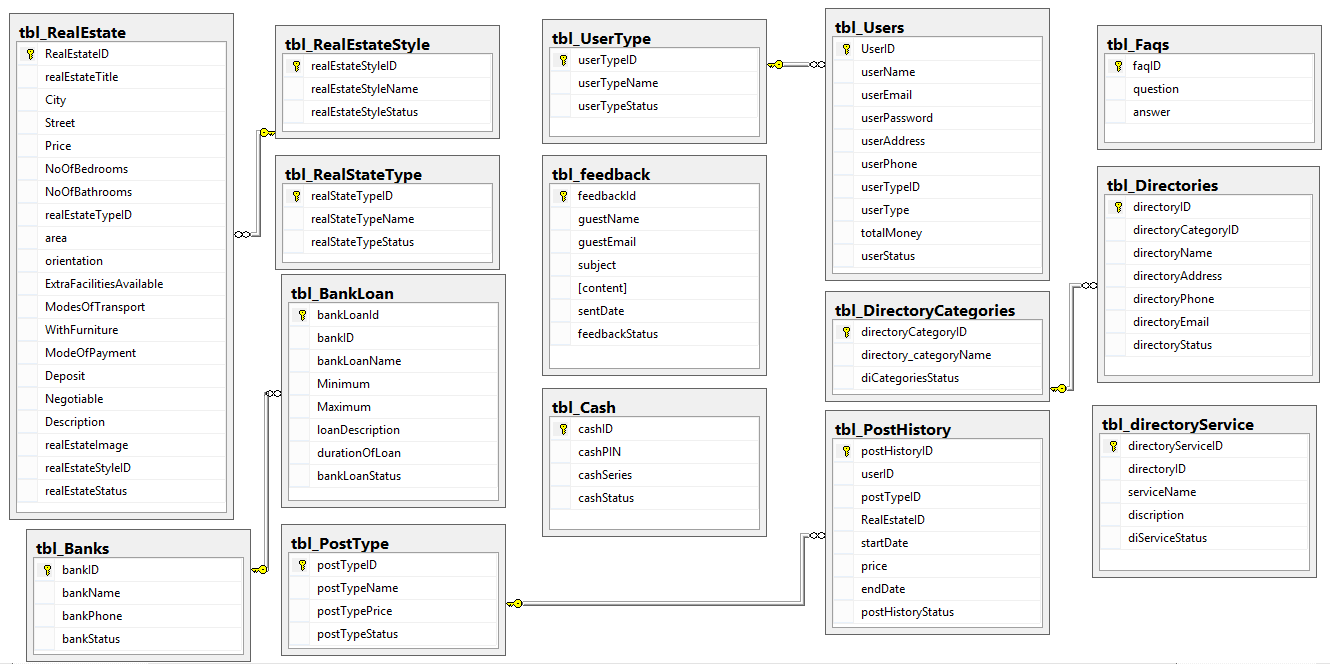 tbl_RealEstate
RealEstateID
realEstateTitle
City
Street
Price
NoOfBedrooms
NoOfBathrooms
realEstateTypeID
area
orientation
ExtraFacilitiesAvailable
ModesOfTransport
WithFurniture
ModeOfPayment
Deposit
Negotiable
Description
realEstateImage
realEstateStyleID
realEstateStatus
tbl_Banks
bankID
bankName
bankPhone
bankStatus
tbl_RealEstateStyle
realEstateStyleID
realEstateStyleName
realEstateStyleStatus
tbl_RealStateType
realStateTypeID
realStateTypeName
realStateTypeStatus
tbl_BankLoan
bankLoanId
bankID
bankLoanName
Minimum
Maximum
loanDescription
durationOfLoan
bankLoanStatus
tbl_PostType
postTypeID
postTypeName
postTypePrice
postTypeStatus
tbl_UserType
userTypeID
userTypeName
userTypeStatus
tbl_feedback
feedbackId
guestName
guestEmail
subject
[content]
sentDate
feedbackStatus
tbl_Cash
cashID
cashPIN
cashSeries
cashStatus
tbl_Users
UserID
userName
userEmail
userPassword
userAddress
userPhone
userTypeID
userType
totalMoney
userStatus
tbl_DirectoryCategories
directoryCategoryID
directory_categoryName
diCategoriesStatus
tbl_PostHistory
postHistoryID
userID
postTypeID
RealEstateID
startDate
price
endDate
postHistoryStatus
tbl_Faqs
faqID
question
answer
tbl_Directories
directoryID
directoryCategoryID
directoryName
directoryAddress
directoryPhone
directoryEmail
directoryStatus
tbl_directoryService
directoryServiceID
directoryID
serviceName
discription
diServiceStatus